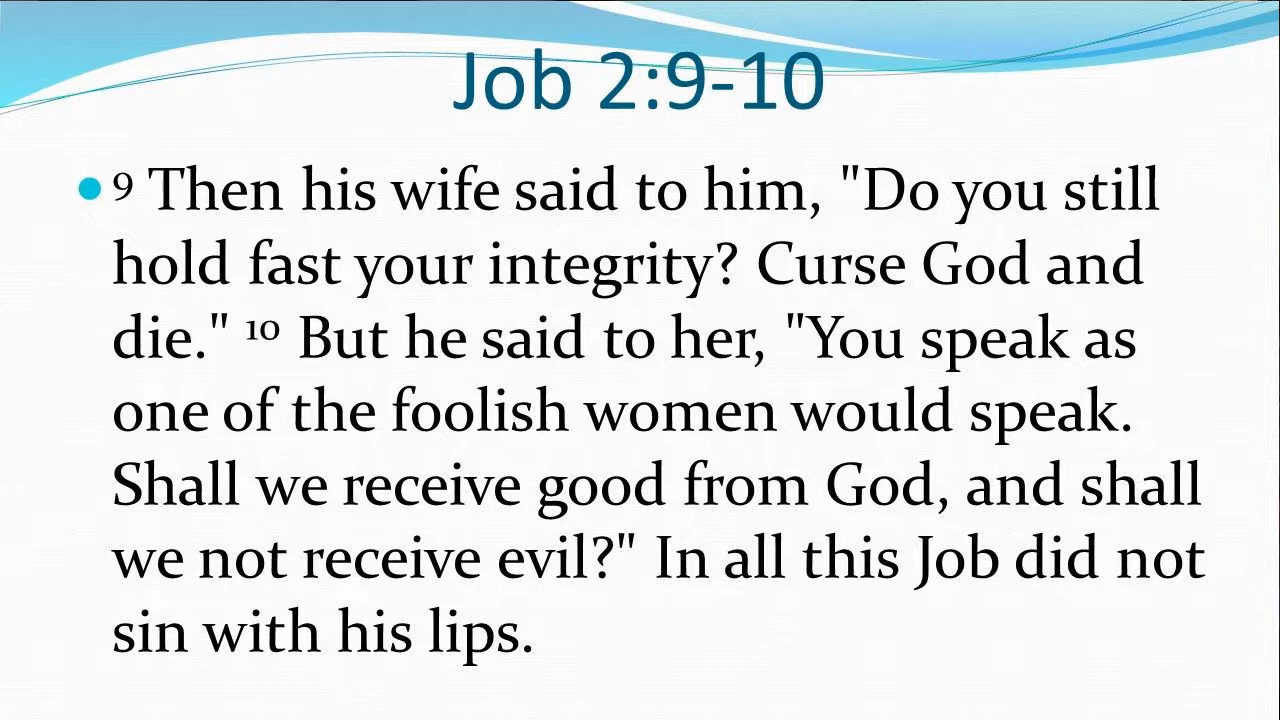 Job 2:9-10
• 9 Then his wife said to him, "Do you still
hold fast your integrity? Curse God and
die." 10 But he said to her, "You speak as
one of the foolish women would speak.
Shall we receive good from God, and shall
we not receive evil?" In all this Job did not
sin with his lips.